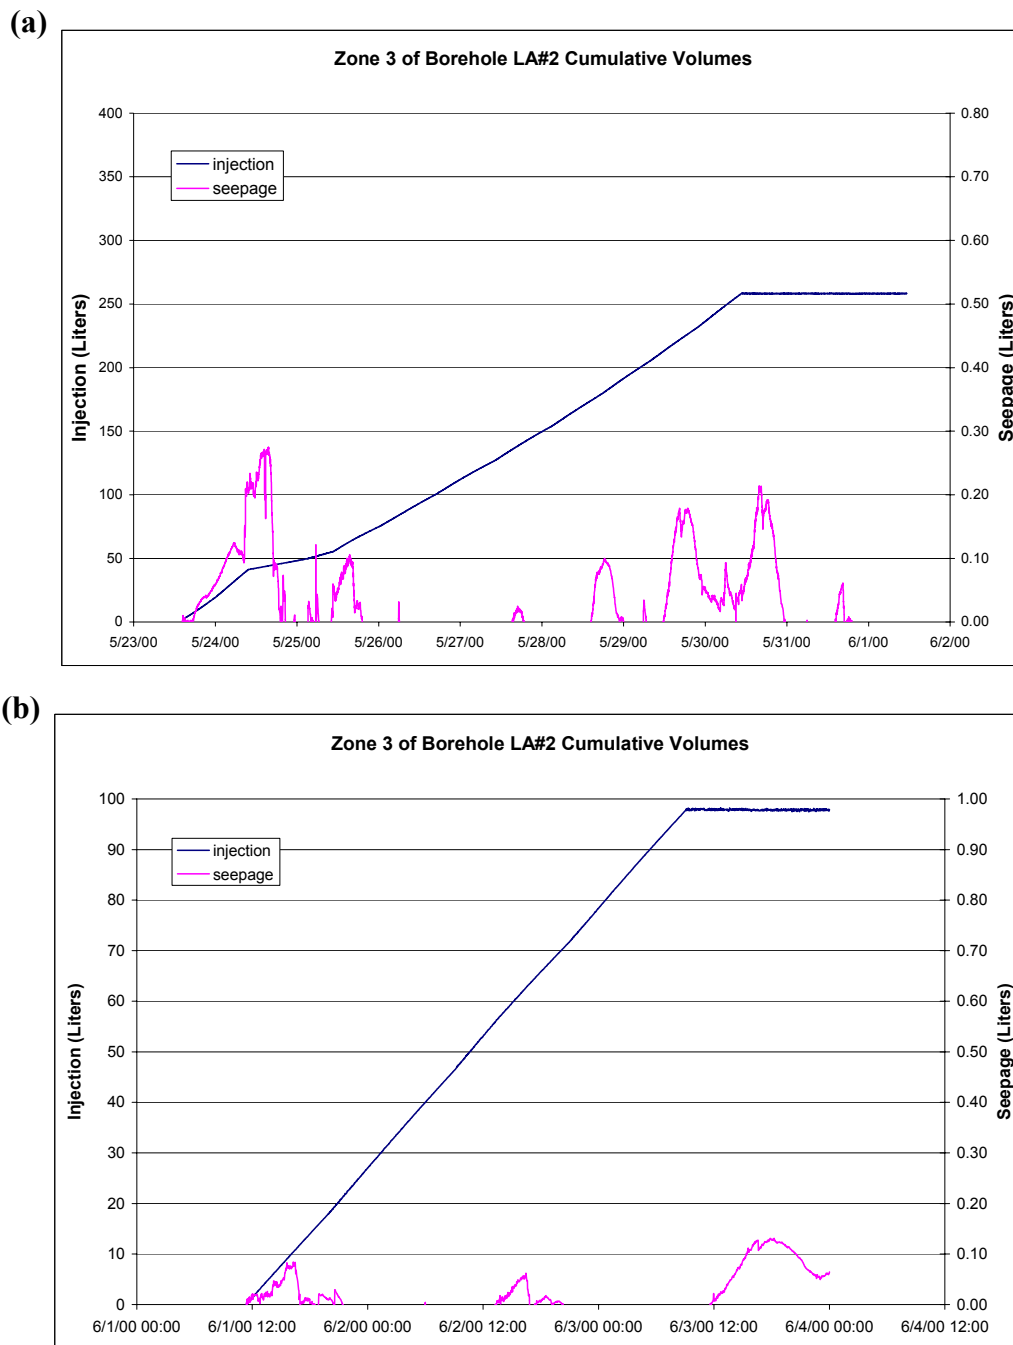 (a)
Zone 3 of Borehole LA#2 Cumulative Volumes
400
350
300
250
200
150
100
50
0
0.80
0.70
0.60
0.50
0.40
0.30
0.20
0.10
0.00
injection
seepage
Injection (Liters)
Seepage (Liters)
5/23/00 5/24/00 5/25/00 5/26/00 5/27/00 5/28/00 5/29/00 5/30/00 5/31/00 6/1/00 6/2/00
(b)
Zone 3 of Borehole LA#2 Cumulative Volumes
100
90
80
70
60
50
40
30
20
10
0
1.00
0.90
0.80
0.70
0.60
0.50
0.40
0.30
0.20
0.10
0.00
injection
seepage
Injection (Liters)
Seepage (Liters)
6/1/00 00:00 6/1/00 12:00 6/2/00 00:00 6/2/00 12:00 6/3/00 00:00 6/3/00 12:00 6/4/00 00:00 6/4/00 12:00